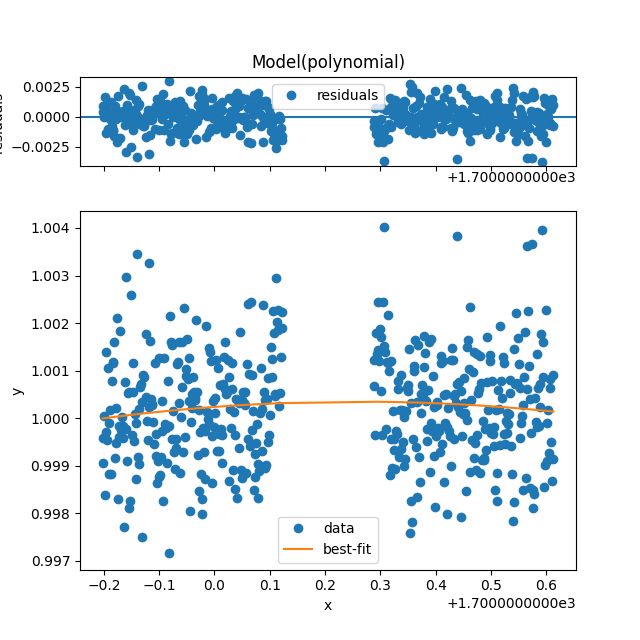 Model(polynomial)
0.0025
0.0000
−0.0025
residuals
+1.7000000000e3
1.004
1.003
1.002
1.001
1.000
0.999
0.998
0.997
y
data
best-fit
−0.2 −0.1 0.0 0.1 0.2 0.3 0.4 0.5 0.6
x
+1.7000000000e3